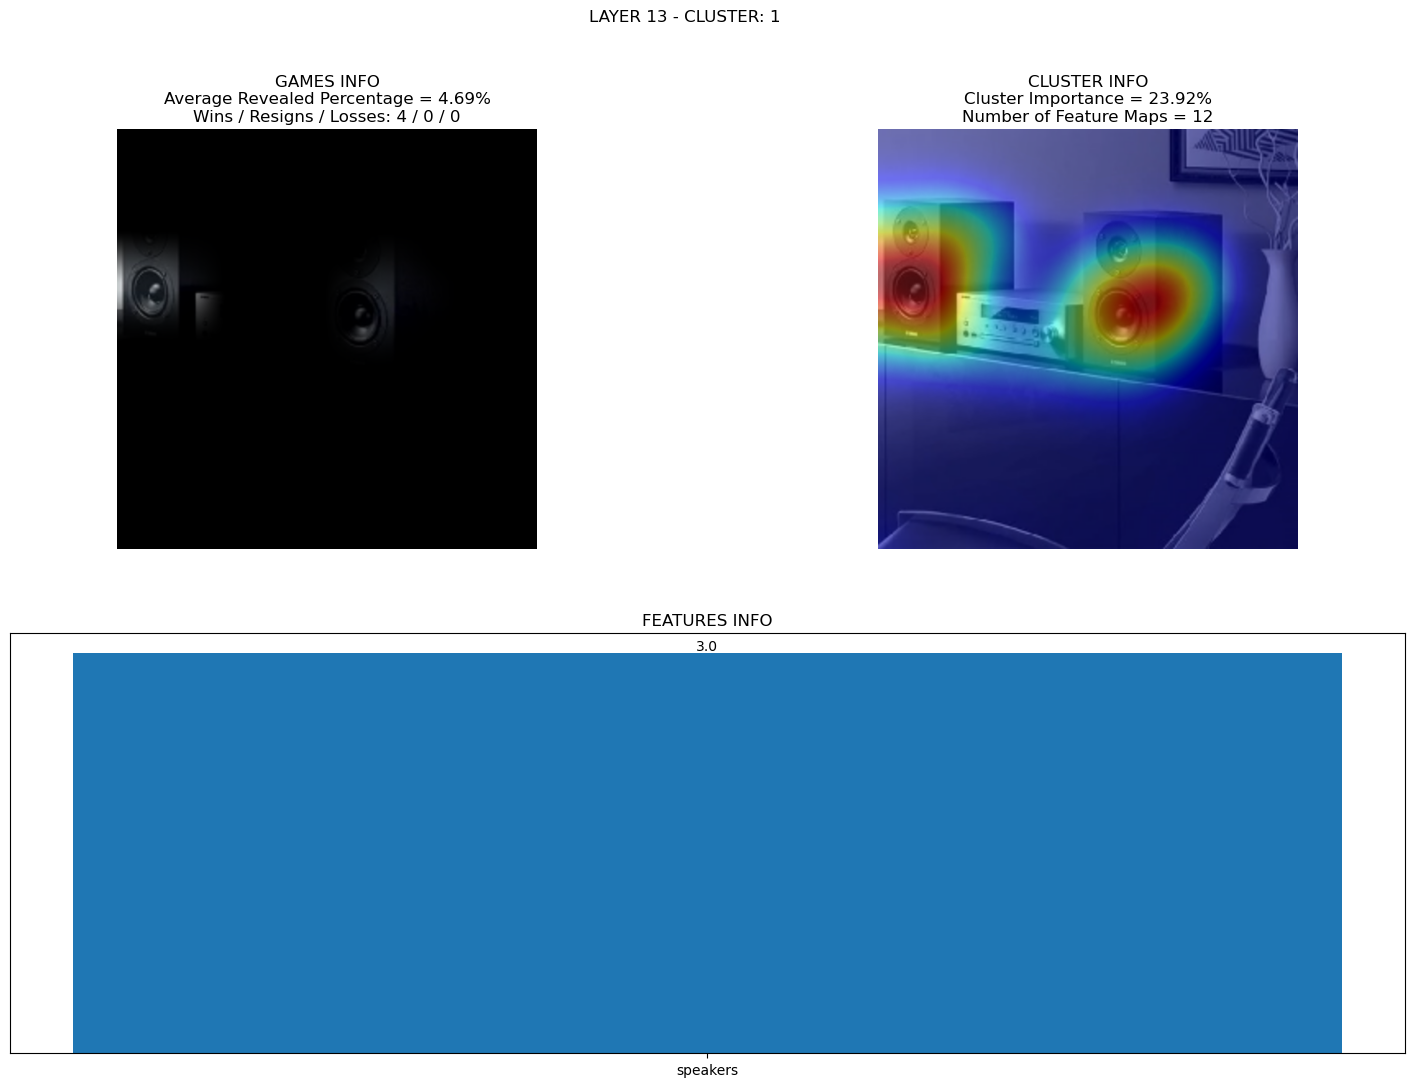 LAYER 13 - CLUSTER: 1
GAMES INFO
Average Revealed Percentage = 4.69%
Wins / Resigns / Losses: 4 / 0 / 0
CLUSTER INFO
Cluster Importance = 23.92%
Number of Feature Maps = 12
FEATURES INFO
3.0
speakers